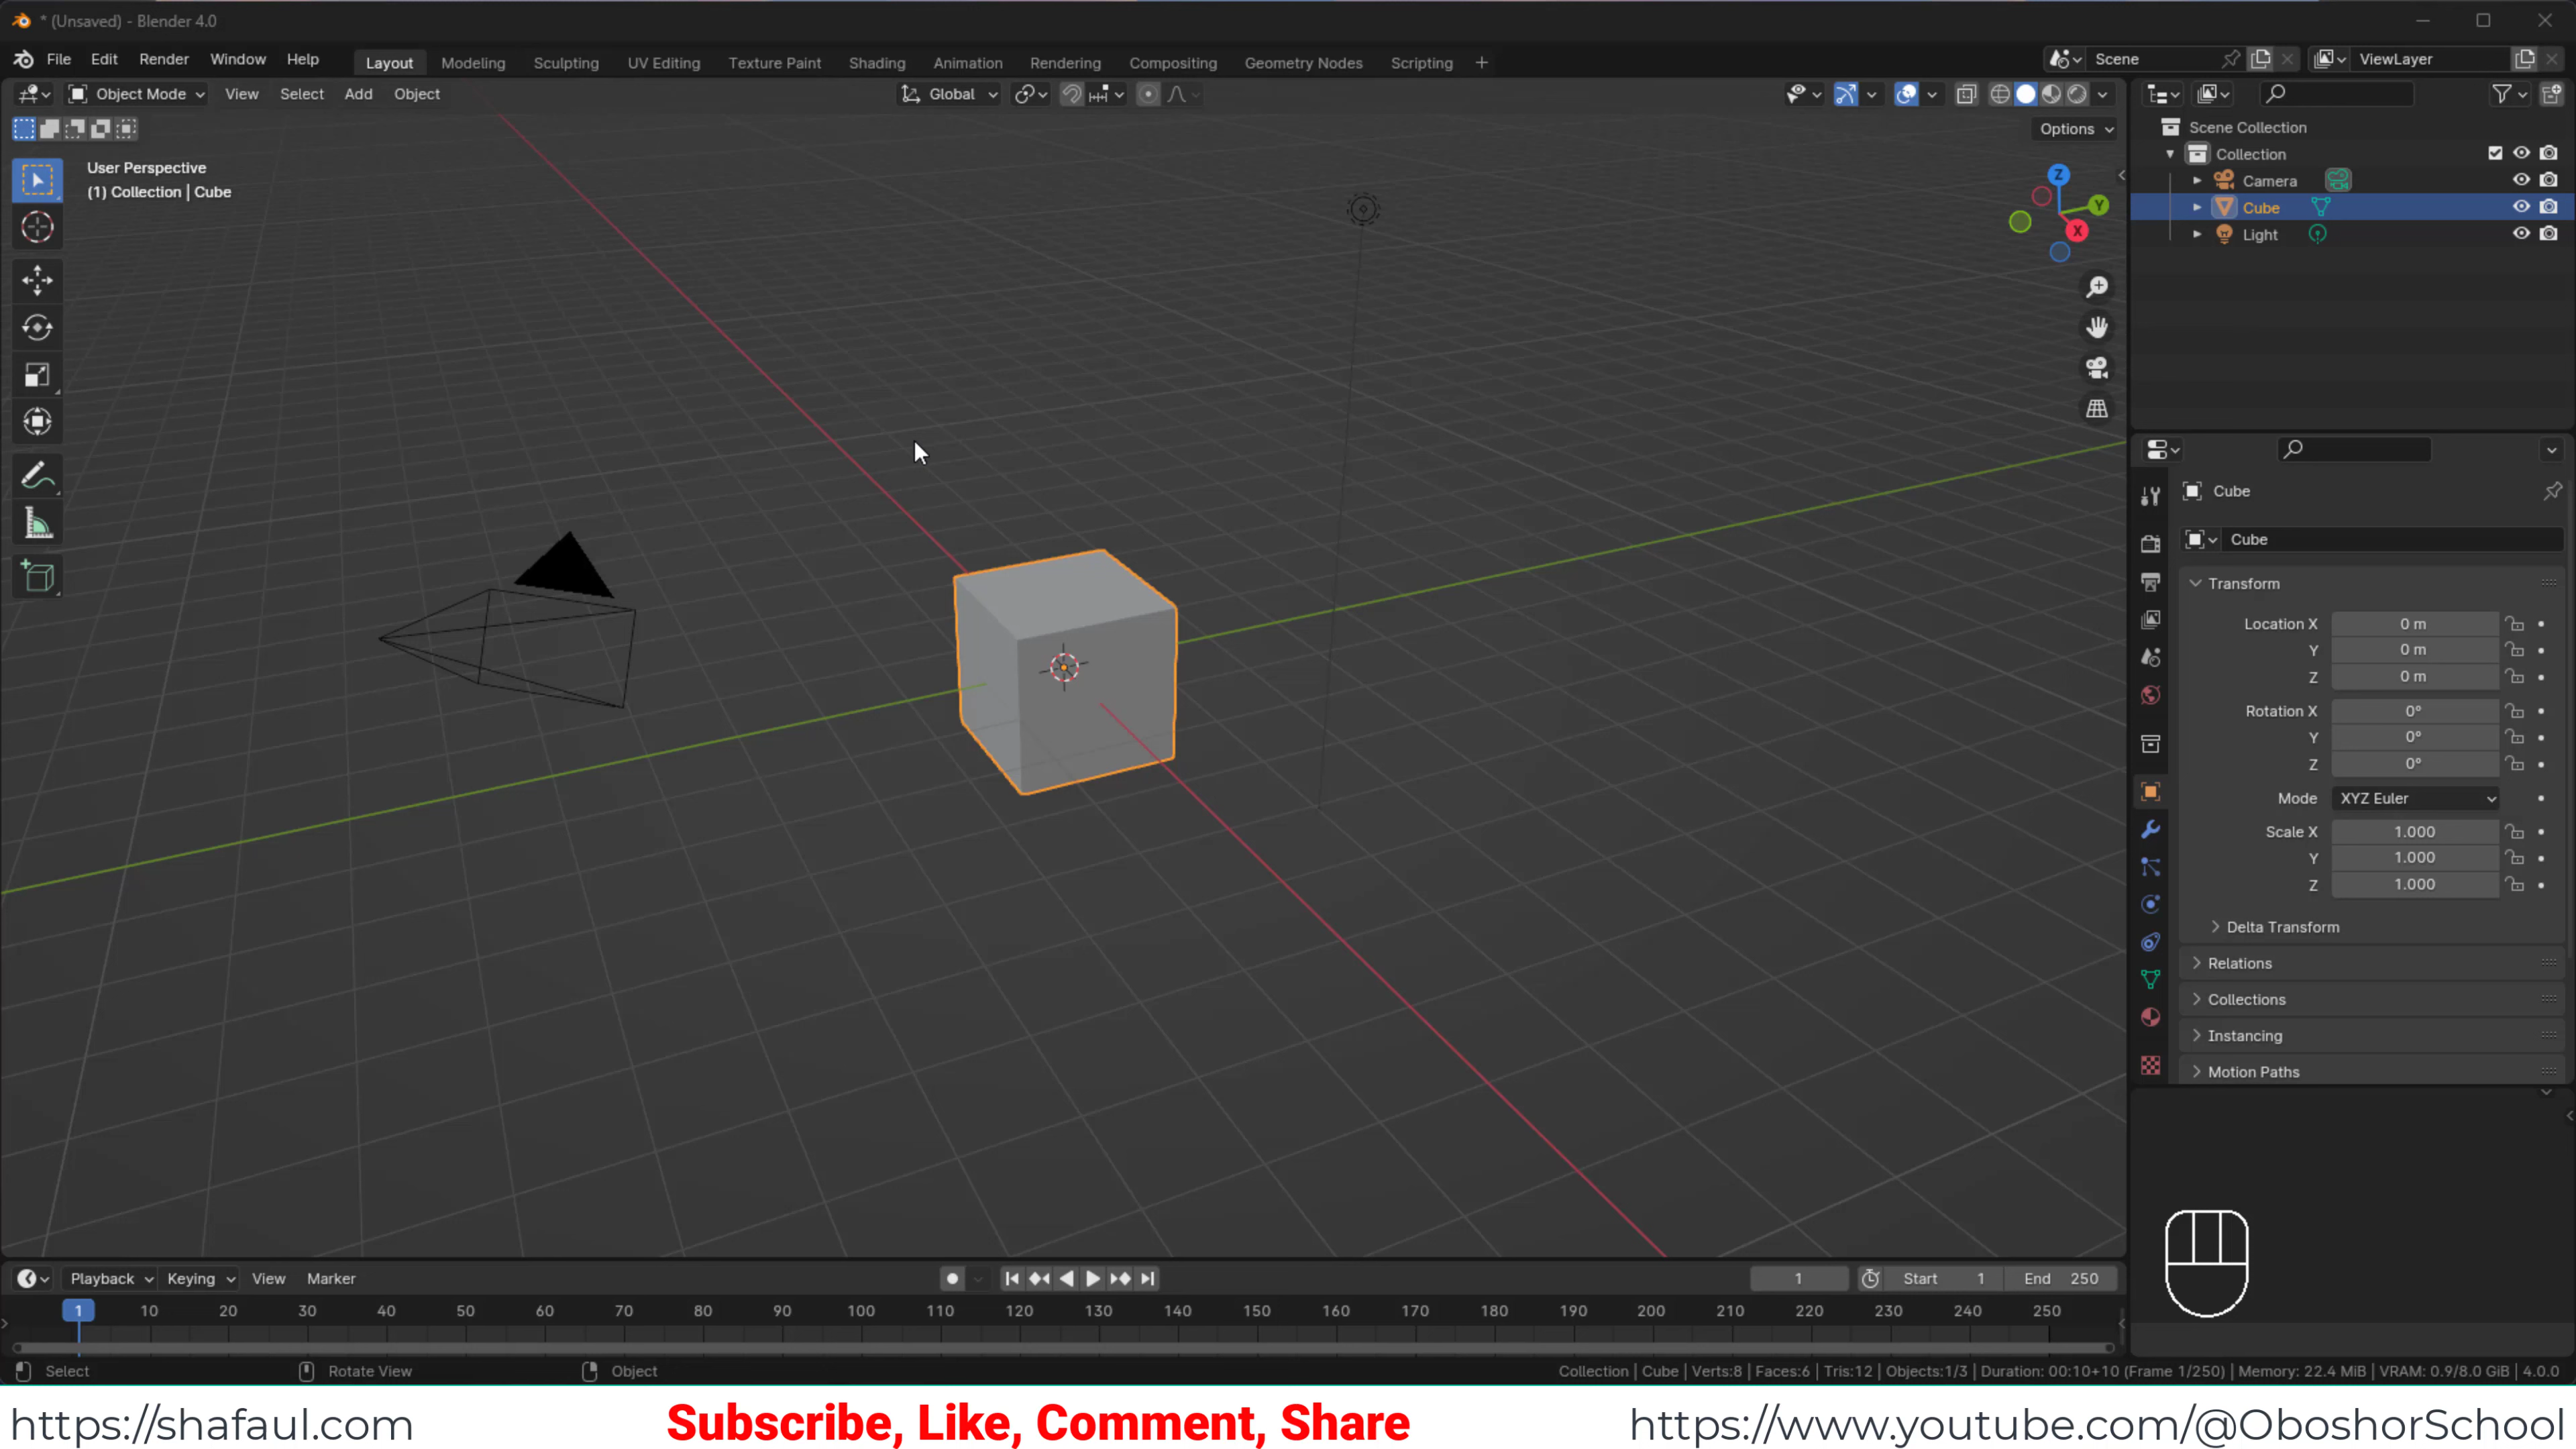 * (Unsaved) - Blender 4.0
File Edit Render Window Help Layout Modeling Sculpting UV Editing Texture Paint Shading Animation Rendering Compositing Geometry Nodes Scripting + Scene ViewLayer
Object Mode View Select Add Object Global
Options
User Perspective
(1) Collection | Cube
Z
Y
X
Scene Collection
Collection
Camera
Cube
Light
Cube
Cube
Transform
Location X 0 m
Y 0 m
Z 0 m
Rotation X 0°
Y 0°
Z 0°
Mode XYZ Euler
Scale X 1.000
Y 1.000
Z 1.000
Delta Transform
Relations
Collections
Instancing
Motion Paths
Playback Keying View Marker 1 Start 1 End 250
1 10 20 30 40 50 60 70 80 90 100 110 120 130 140 150 160 170 180 190 200 210 220 230 240 250
Select Rotate View Object Collection | Cube | Verts:8 | Faces:6 | Tris:12 | Objects:1/3 | Duration: 00:10+10 (Frame 1/250) | Memory: 22.4 MiB | VRAM: 0.9/8.0 GiB | 4.0.0
https://shafaul.com Subscribe, Like, Comment, Share https://www.youtube.com/@OboshorSchool